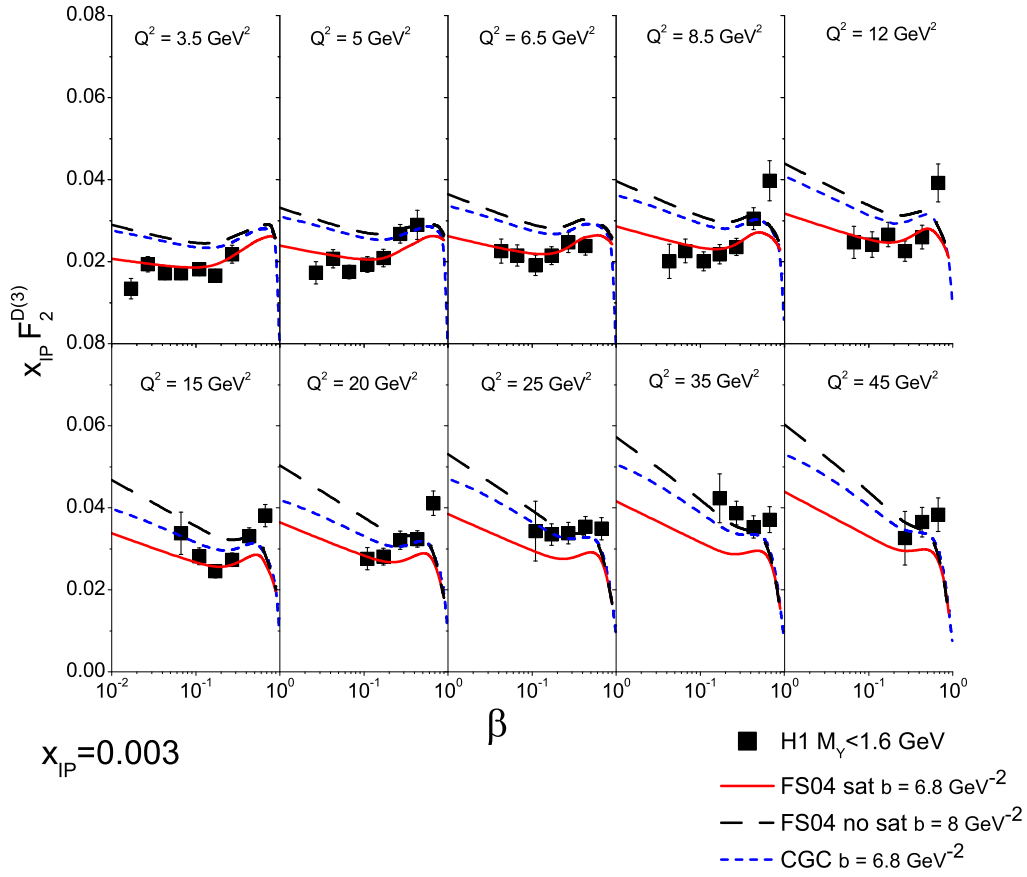 0.08
Q² = 3.5 GeV² Q² = 5 GeV² Q² = 6.5 GeV² Q² = 8.5 GeV² Q² = 12 GeV²
0.06
0.04
0.02
0.08
x_IP F₂^D(3)
Q² = 15 GeV² Q² = 20 GeV² Q² = 25 GeV² Q² = 35 GeV² Q² = 45 GeV²
0.06
0.04
0.02
0.00
10⁻² 10⁻¹ 10⁰ 10⁻¹ 10⁰ 10⁻¹ 10⁰ 10⁻¹ 10⁰ 10⁻¹ 10⁰
β
x_IP=0.003
H1 M_Y<1.6 GeV
FS04 sat b = 6.8 GeV⁻²
FS04 no sat b = 8 GeV⁻²
CGC b = 6.8 GeV⁻²